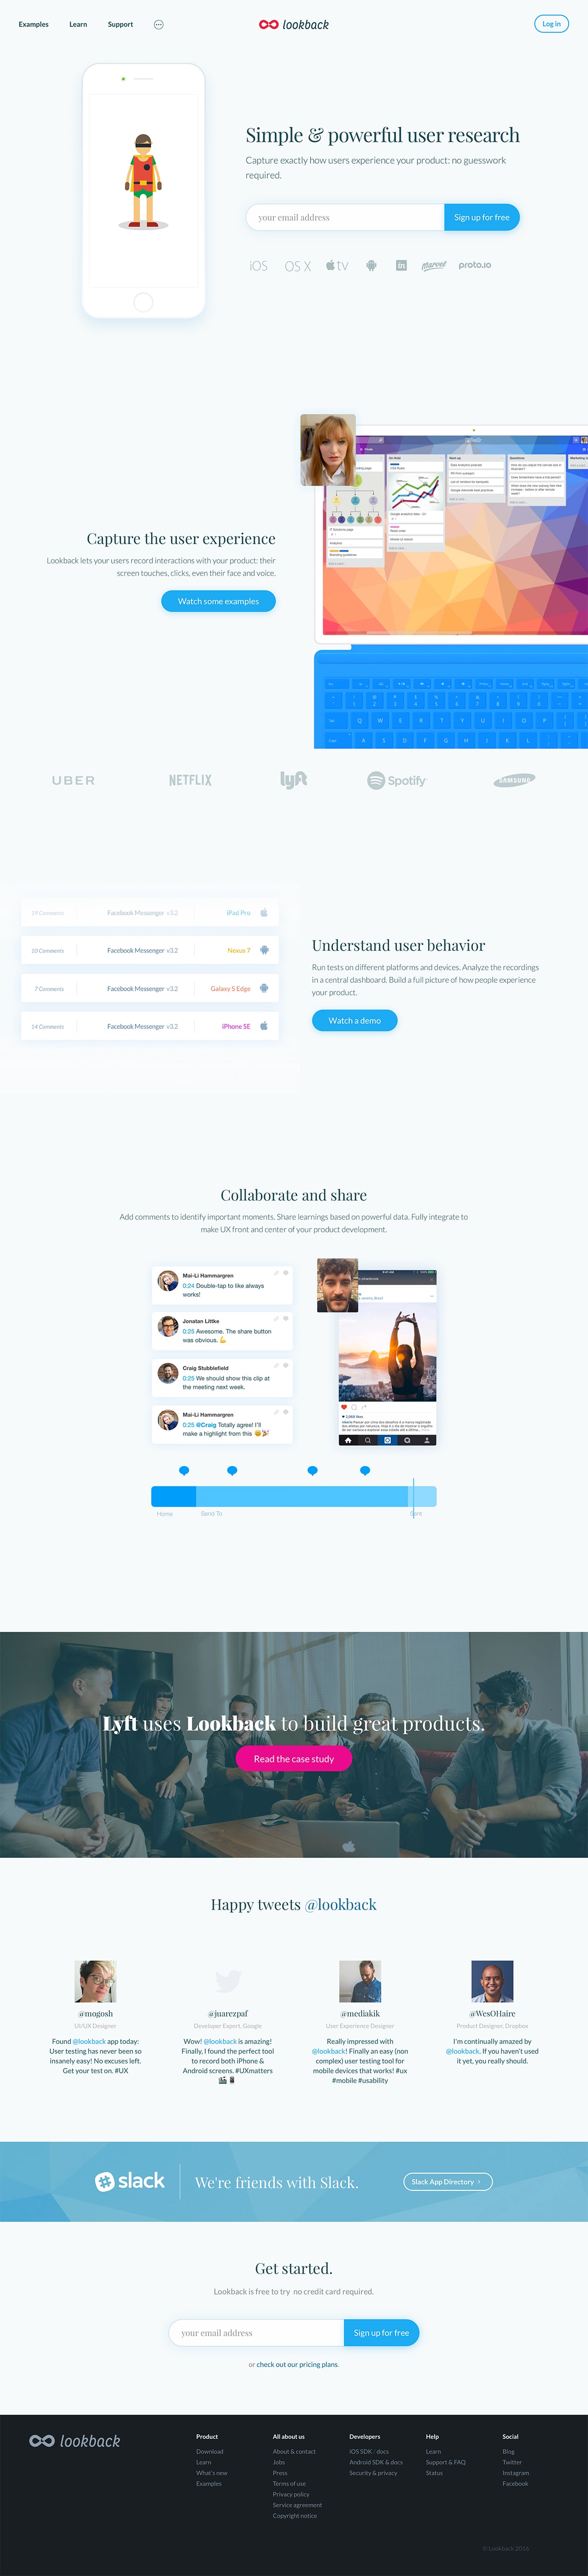 Examples
Learn
Support
lookback
Log in
Simple & powerful user research
Capture exactly how users experience your product: no guesswork
required.
your email address
Sign up for free
iOS
OS X
tv
in
Marvel
proto.io
Capture the user experience
Lookback lets your users record interactions with your product: their
screen touches, clicks, even their face and voice.
Watch some examples
UBER
NETFLIX
lyft
Spotify
SAMSUNG
19 Comments
Facebook Messenger v3.2
iPad Pro
10 Comments
Facebook Messenger v3.2
Nexus 7
7 Comments
Facebook Messenger v3.2
Galaxy S Edge
14 Comments
Facebook Messenger v3.2
iPhone SE
Understand user behavior
Run tests on different platforms and devices. Analyze the recordings
in a central dashboard. Build a full picture of how people experience
your product.
Watch a demo
Collaborate and share
Add comments to identify important moments. Share learnings based on powerful data. Fully integrate to
make UX front and center of your product development.
Mai-Li Hammargren
0:24 Double-tap to like always
works!
Jonatan Littke
0:25 Awesome. The share button
was obvious. 💪
Craig Stubblefield
0:25 We should show this clip at
the meeting next week.
Mai-Li Hammargren
0:25 @Craig Totally agree! I'll
make a highlight from this 😄🎉
Home
Send To
Lyft uses Lookback to build great products.
Read the case study
Happy tweets @lookback
@mogosh
UI/UX Designer
Found @lookback app today:
User testing has never been so
insanely easy! No excuses left.
Get your test on. #UX
@juarezpaf
Developer Expert, Google
Wow! @lookback is amazing!
Finally, I found the perfect tool
to record both iPhone &
Android screens. #UXmatters
@mediakik
User Experience Designer
Really impressed with
@lookback! Finally an easy (non
complex) user testing tool for
mobile devices that works! #ux
#mobile #usability
@WesOHaire
Product Designer, Dropbox
I'm continually amazed by
@lookback. If you haven't used
it yet, you really should.
slack
We're friends with Slack.
Slack App Directory ›
Get started.
Lookback is free to try  no credit card required.
your email address
Sign up for free
or check out our pricing plans.
lookback
Product
Download
Learn
What's new
Examples
All about us
About & contact
Jobs
Press
Terms of use
Privacy policy
Service agreement
Copyright notice
Developers
iOS SDK / docs
Android SDK & docs
Security & privacy
Help
Learn
Support & FAQ
Status
Social
Blog
Twitter
Instagram
Facebook
© Lookback 2016